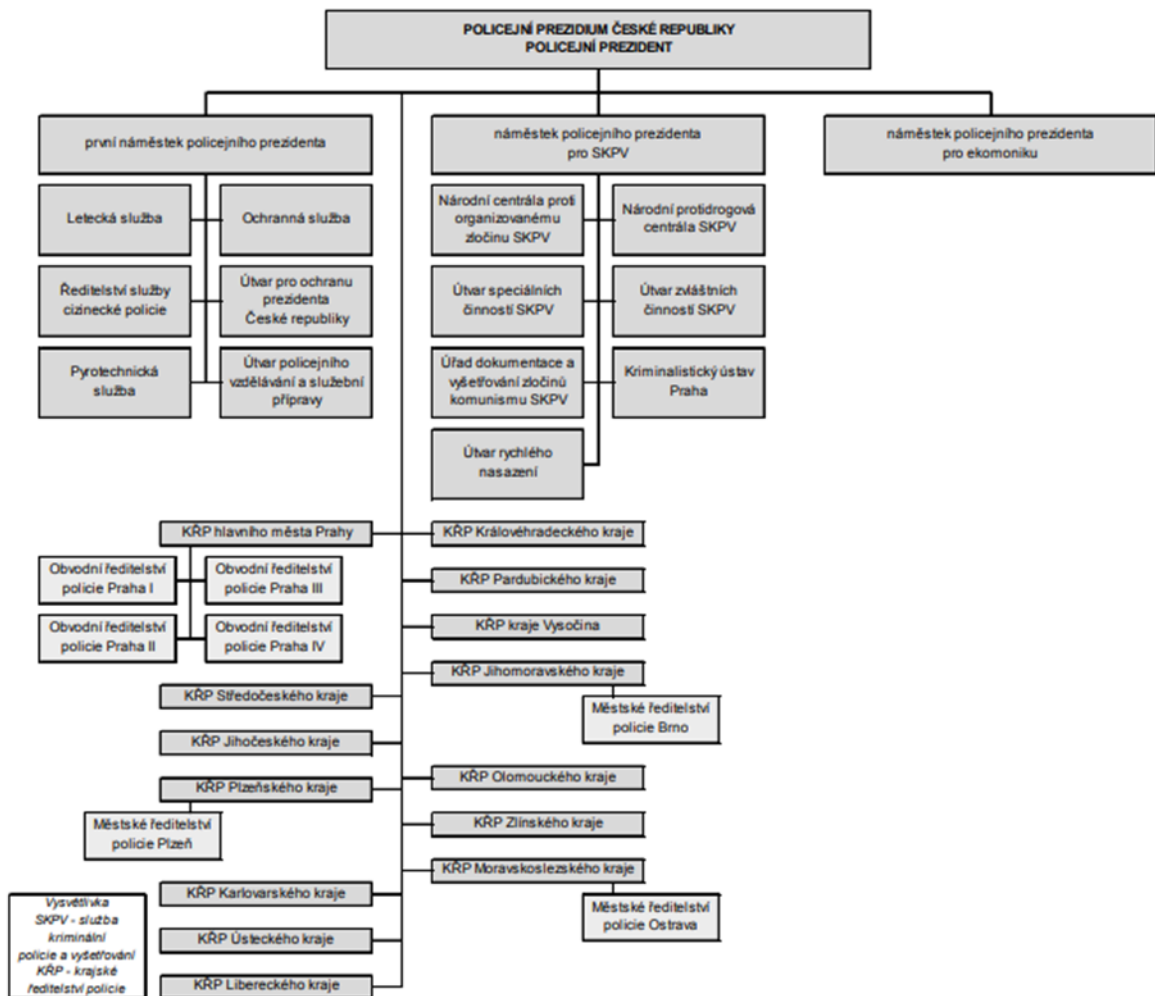 POLICEJNÍ PREZIDIUM ČESKÉ REPUBLIKY
POLICEJNÍ PREZIDENT
první náměstek policejního prezidenta
náměstek policejního prezidenta
pro SKPV
náměstek policejního prezidenta
pro ekomoniku
Letecká služba
Ochranná služba
Ředitelství služby
cizinecké policie
Útvar pro ochranu
prezidenta
České republiky
Pyrotechnická
služba
Útvar policejního
vzdělávání a služební
přípravy
Národní centrála proti
organizovanému
zločinu SKPV
Národní protidrogová
centrála SKPV
Útvar speciálních
činností SKPV
Útvar zvláštních
činností SKPV
Úřad dokumentace a
vyšetřování zločinů
komunismu SKPV
Kriminalistický ústav
Praha
Útvar rychlého
nasazení
KŘP hlavního města Prahy
Obvodní ředitelství
policie Praha I
Obvodní ředitelství
policie Praha III
Obvodní ředitelství
policie Praha II
Obvodní ředitelství
policie Praha IV
KŘP Středočeského kraje
KŘP Jihočeského kraje
KŘP Plzeňského kraje
Městské ředitelství
policie Plzeň
KŘP Karlovarského kraje
KŘP Ústeckého kraje
KŘP Libereckého kraje
KŘP Královéhradeckého kraje
KŘP Pardubického kraje
KŘP kraje Vysočina
KŘP Jihomoravského kraje
Městské ředitelství
policie Brno
KŘP Olomouckého kraje
KŘP Zlínského kraje
KŘP Moravskoslezského kraje
Městské ředitelství
policie Ostrava
Vysvětlivka
SKPV - služba
kriminální
policie a vyšetřování
KŘP - krajské
ředitelství policie